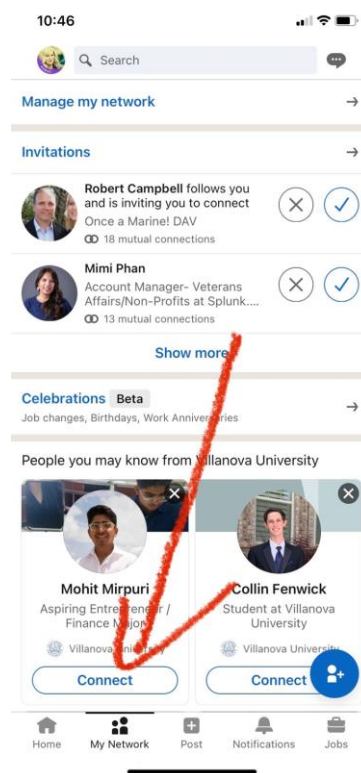 10:46
Search
Manage my network
Invitations
Robert Campbell follows you
and is inviting you to connect
Once a Marine! DAV
18 mutual connections
Mimi Phan
Account Manager- Veterans
Affairs/Non-Profits at Splunk....
13 mutual connections
Show more
Celebrations Beta
Job changes, Birthdays, Work Anniversaries
People you may know from Villanova University
Mohit Mirpuri
Aspiring Entrepreneur /
Finance Major
Villanova University
Connect
Collin Fenwick
Student at Villanova
University
Villanova University
Connect
Home
My Network
Post
Notifications
Jobs